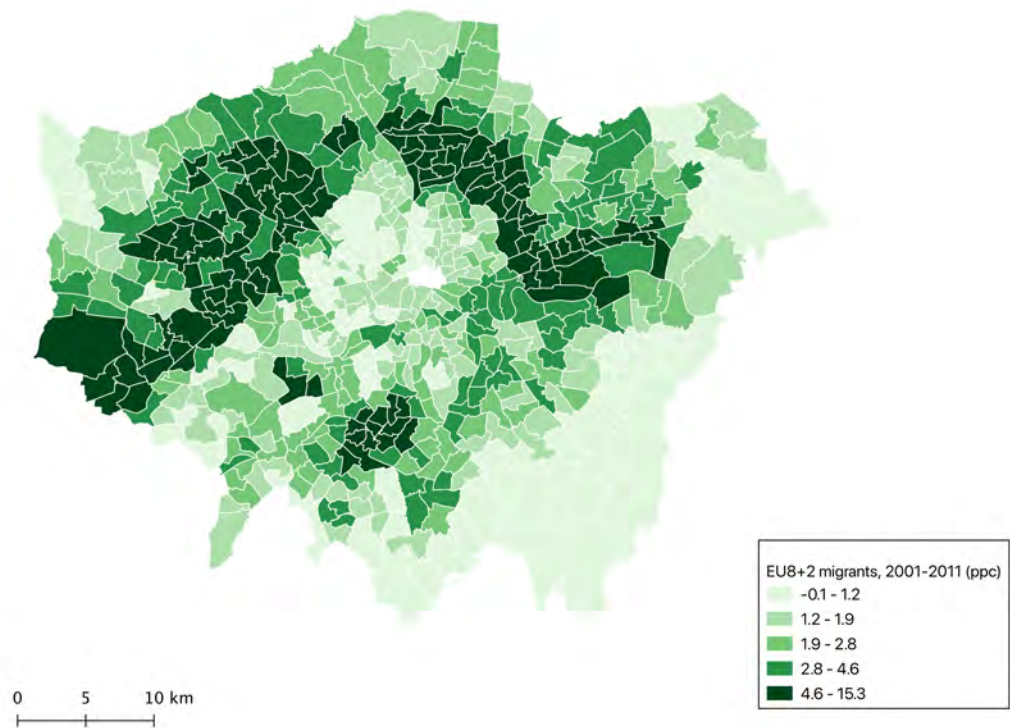 EU8+2 migrants, 2001-2011 (ppc)
-0.1 - 1.2
1.2 - 1.9
1.9 - 2.8
2.8 - 4.6
4.6 - 15.3
0 5 10 km